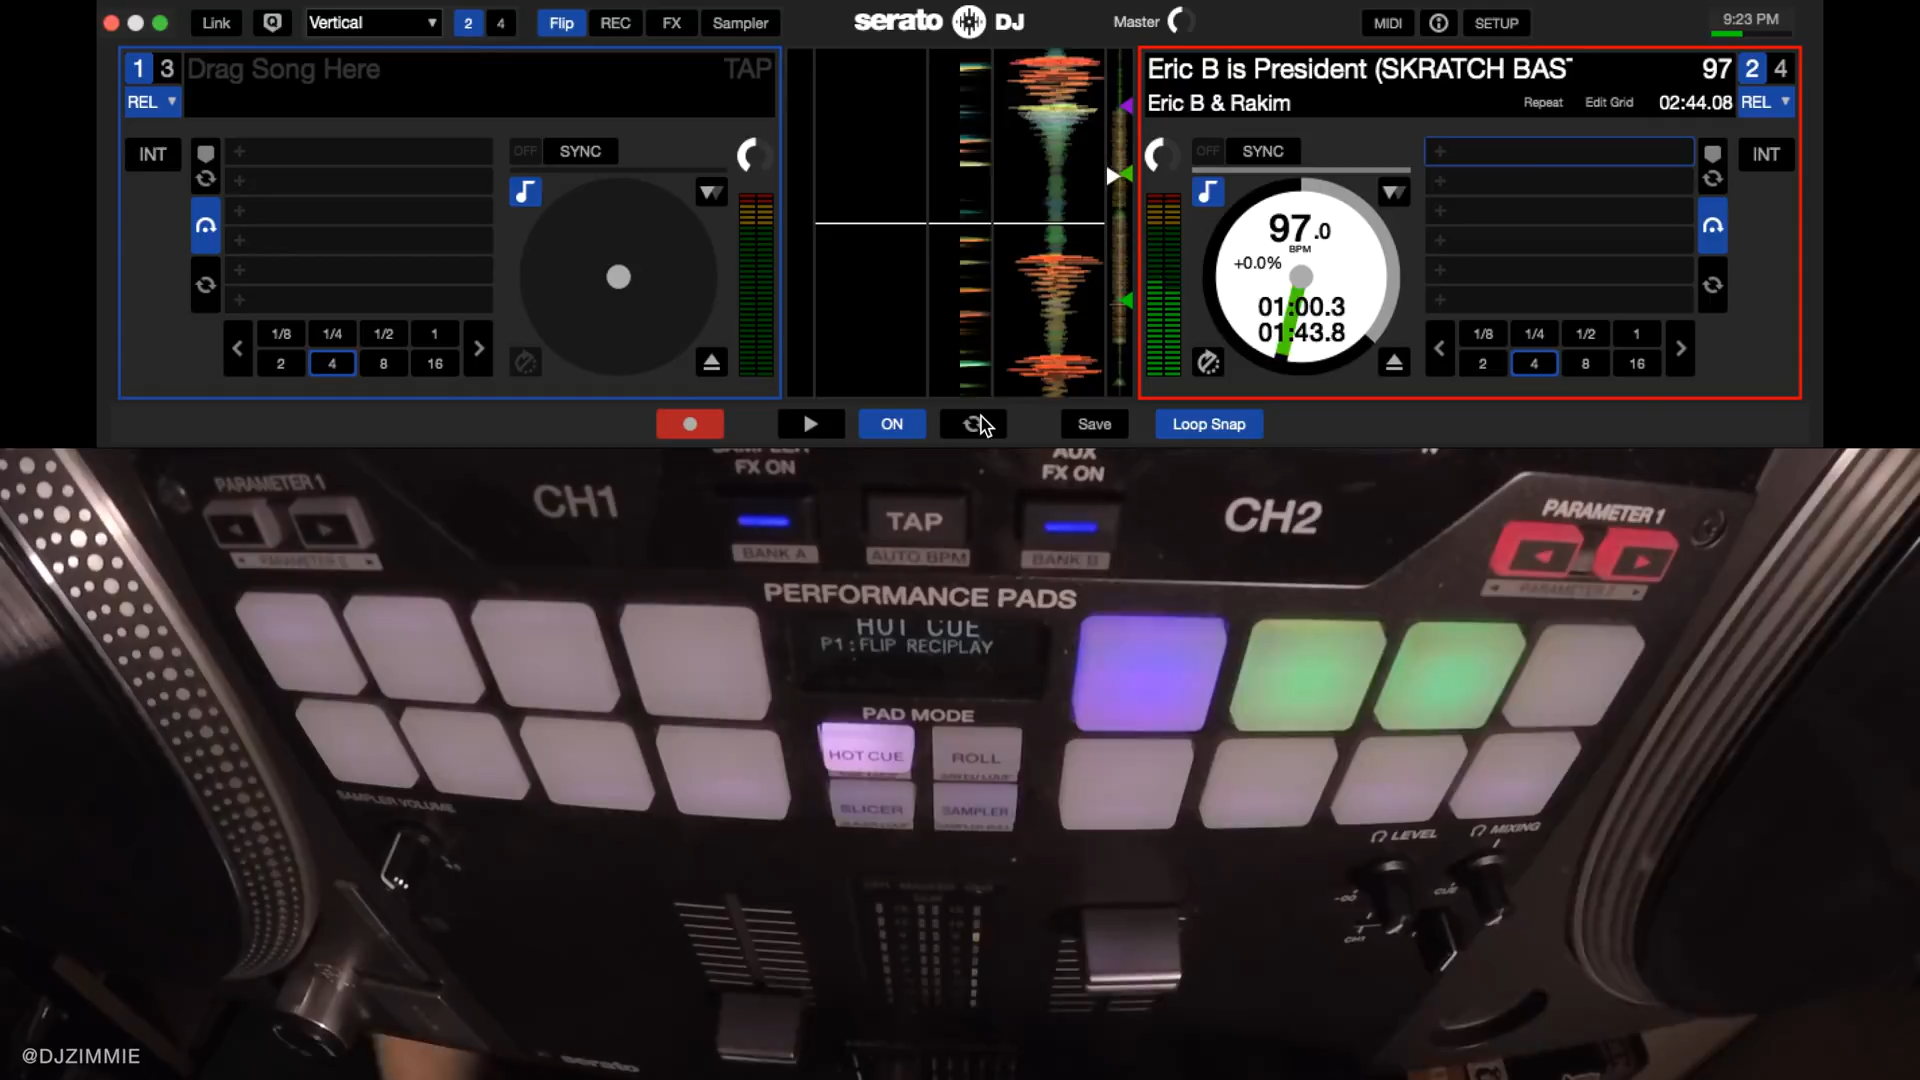 Link
Vertical
2 4
Flip
REC
FX
Sampler
serato DJ
Master
MIDI
SETUP
9:23 PM
1 3 Drag Song Here TAP
REL
Eric B is President (SKRATCH BAS
97 2 4
Eric B & Rakim
Repeat
Edit Grid
02:44.08
REL
INT
OFF SYNC
1/8 1/4 1/2 1
2 4 8 16
OFF SYNC
97.0
BPM
+0.0%
01:00.3
01:43.8
INT
1/8 1/4 1/2 1
2 4 8 16
ON
Save
Loop Snap
PARAMETER 1
CH1
FX ON
TAP
AUX
FX ON
CH2
PARAMETER 1
BANK A
AUTO BPM
BANK B
PERFORMANCE PADS
HOT CUE
P1:FLIP REC|PLAY
PAD MODE
HOT CUE
ROLL
SLICER
SAMPLER
SAMPLER VOLUME
LEVEL
MIXING
CUE
serato
@DJZIMMIE